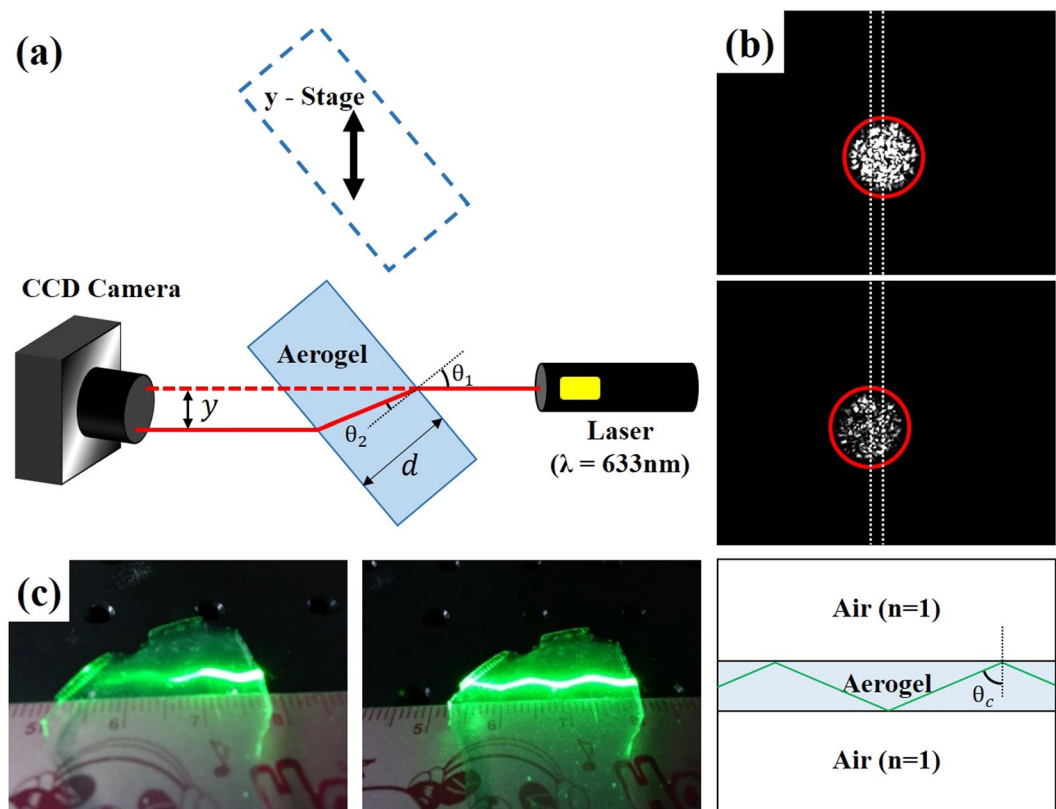 (a)
y - Stage
CCD Camera
Aerogel
θ1
y
θ2
d
Laser
(λ = 633nm)
(b)
(c)
5
6
7
8
5
6
7
8
Air (n=1)
Aerogel
θc
Air (n=1)